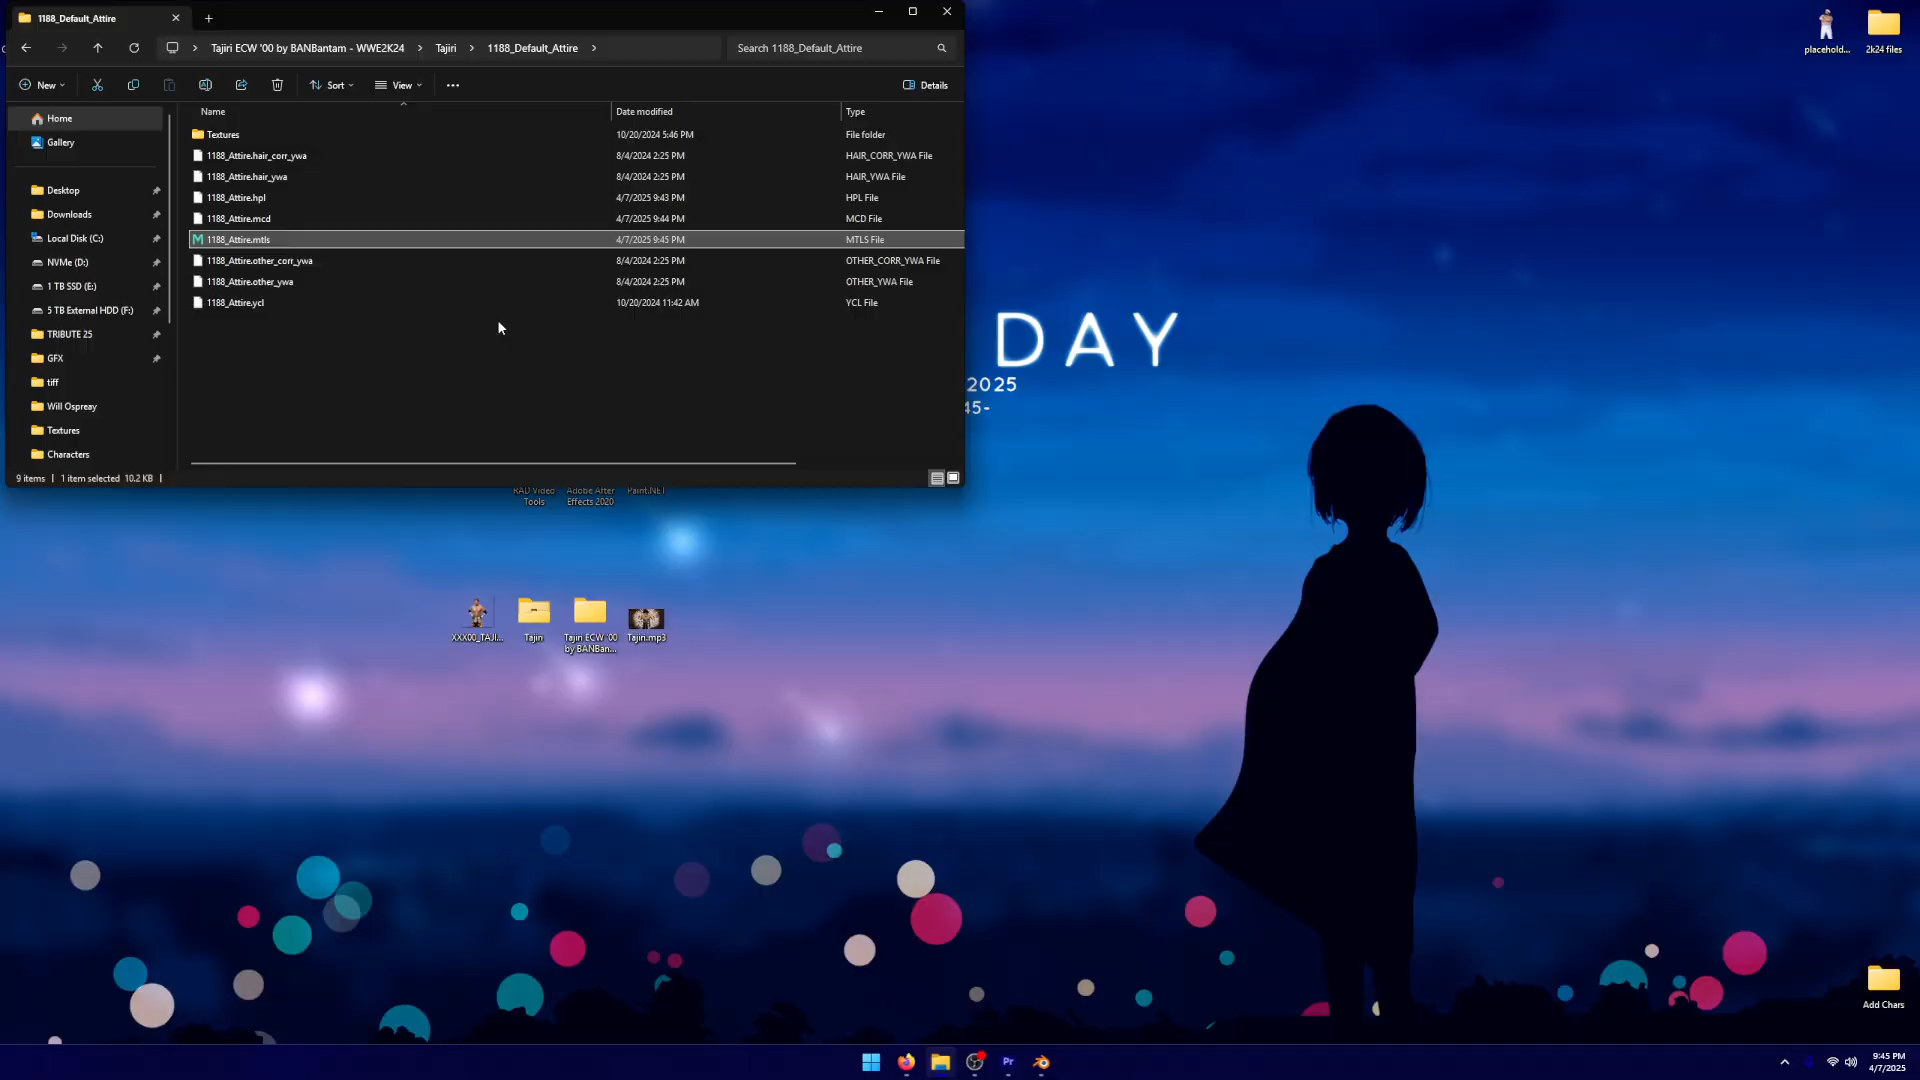 1188_Default_Attire
Tajiri ECW '00 by BANBantam - WWE2K24 > Tajiri > 1188_Default_Attire >
Search 1188_Default_Attire
New
Sort
View
Details
Name
Date modified
Type
Home
Gallery
Desktop
Downloads
Local Disk (C:)
NVMe (D:)
1 TB SSD (E:)
5 TB External HDD (F:)
TRIBUTE 25
GFX
tiff
Will Ospreay
Textures
Characters
Textures 10/20/2024 5:46 PM File folder
1188_Attire.hair_corr_ywa 8/4/2024 2:25 PM HAIR_CORR_YWA File
1188_Attire.hair_ywa 8/4/2024 2:25 PM HAIR_YWA File
1188_Attire.hpl 4/7/2025 9:43 PM HPL File
1188_Attire.mcd 4/7/2025 9:44 PM MCD File
1188_Attire.mtls 4/7/2025 9:45 PM MTLS File
1188_Attire.other_corr_ywa 8/4/2024 2:25 PM OTHER_CORR_YWA File
1188_Attire.other_ywa 8/4/2024 2:25 PM OTHER_YWA File
1188_Attire.ycl 10/20/2024 11:42 AM YCL File
9 items | 1 item selected 10.2 KB |
placehold...
2k24 files
DAY
2025
45-
RAD Video
Tools
Adobe After
Effects 2020
Paint.NET
XXX00_TAJI...
Tajiri
Tajiri ECW '00
by BANBan...
Tajiri.mp3
Add Chars
Pr
9:45 PM
4/7/2025